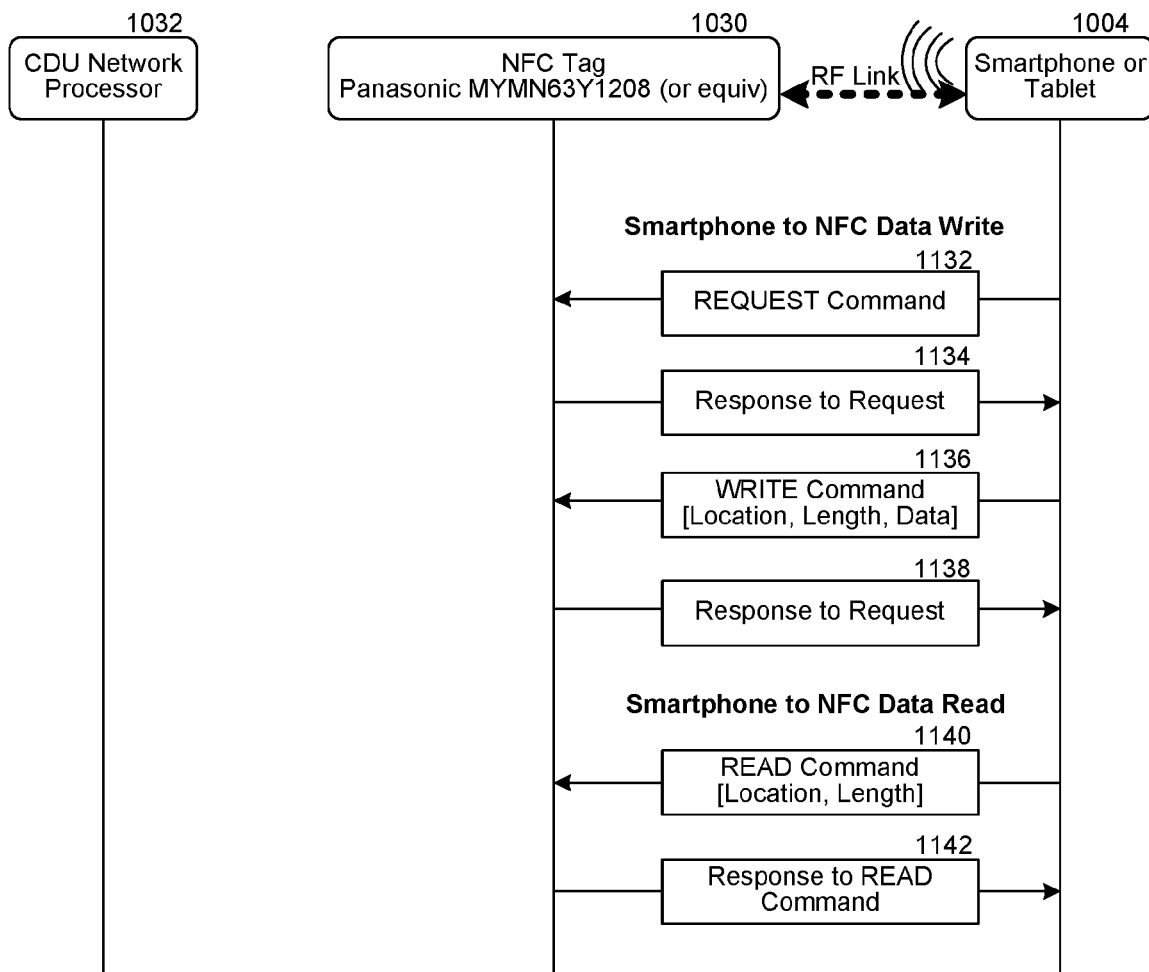 1032
CDU Network
Processor
1030
NFC Tag
Panasonic MYMN63Y1208 (or equiv)
RF Link
1004
Smartphone or
Tablet
Smartphone to NFC Data Write
1132
REQUEST Command
1134
Response to Request
1136
WRITE Command
[Location, Length, Data]
1138
Response to Request
Smartphone to NFC Data Read
1140
READ Command
[Location, Length]
1142
Response to READ
Command